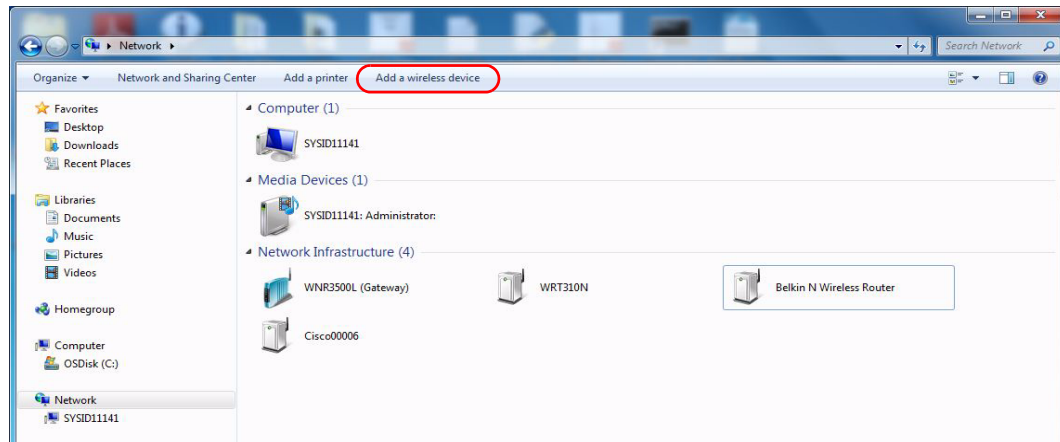 Network
Search Network
Organize Network and Sharing Center Add a printer Add a wireless device
Favorites
Desktop
Downloads
Recent Places
Libraries
Documents
Music
Pictures
Videos
Homegroup
Computer
OSDisk (C:)
Network
SYSID11141
Computer (1)
SYSID11141
Media Devices (1)
SYSID11141: Administrator:
Network Infrastructure (4)
WNR3500L (Gateway)
WRT310N
Belkin N Wireless Router
Cisco00006